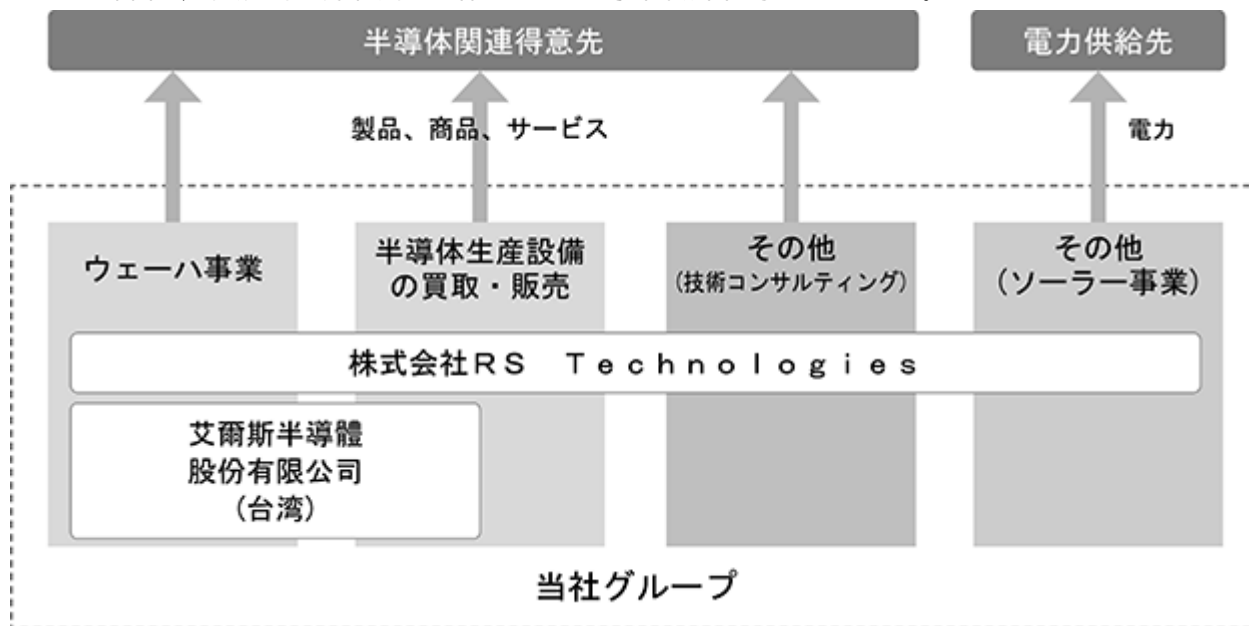 半導体関連得意先
電力供給先
製品、商品、サービス
電力
ウェーハ事業
半導体生産設備
の買取・販売
その他
(技術コンサルティング)
その他
(ソーラー事業)
株式会社RS Technologies
艾爾斯半導體
股份有限公司
(台湾)
当社グループ